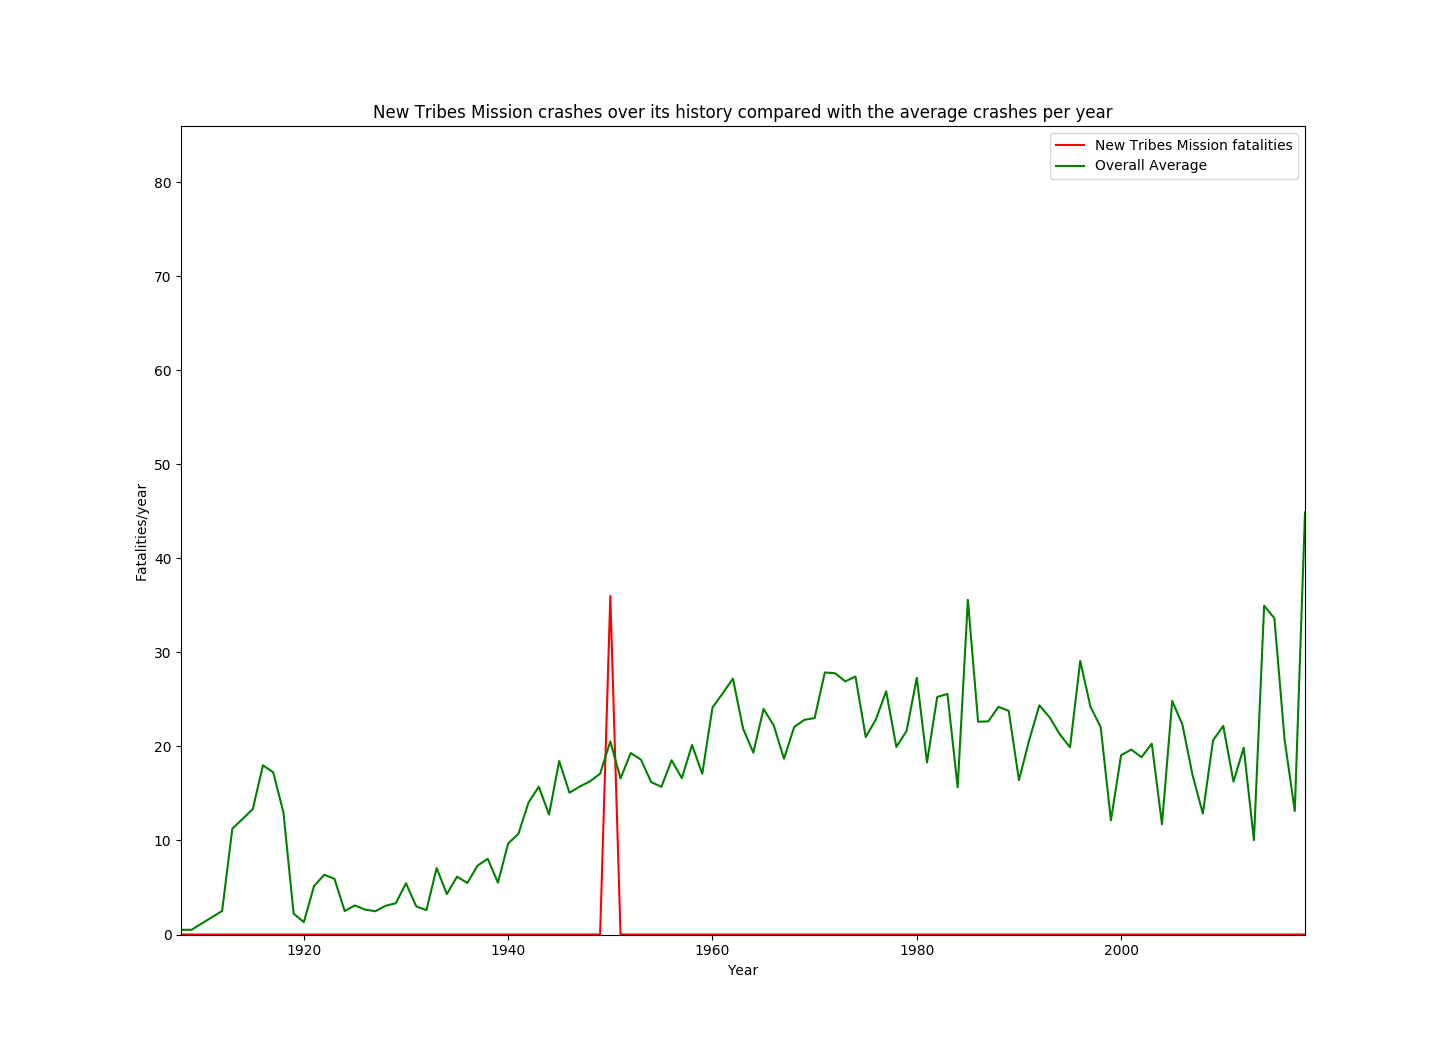 New Tribes Mission crashes over its history compared with the average crashes per year
New Tribes Mission fatalities
Overall Average
80
70
60
50
40
30
20
10
0
Fatalities/year
1920
1940
1960
1980
2000
Year